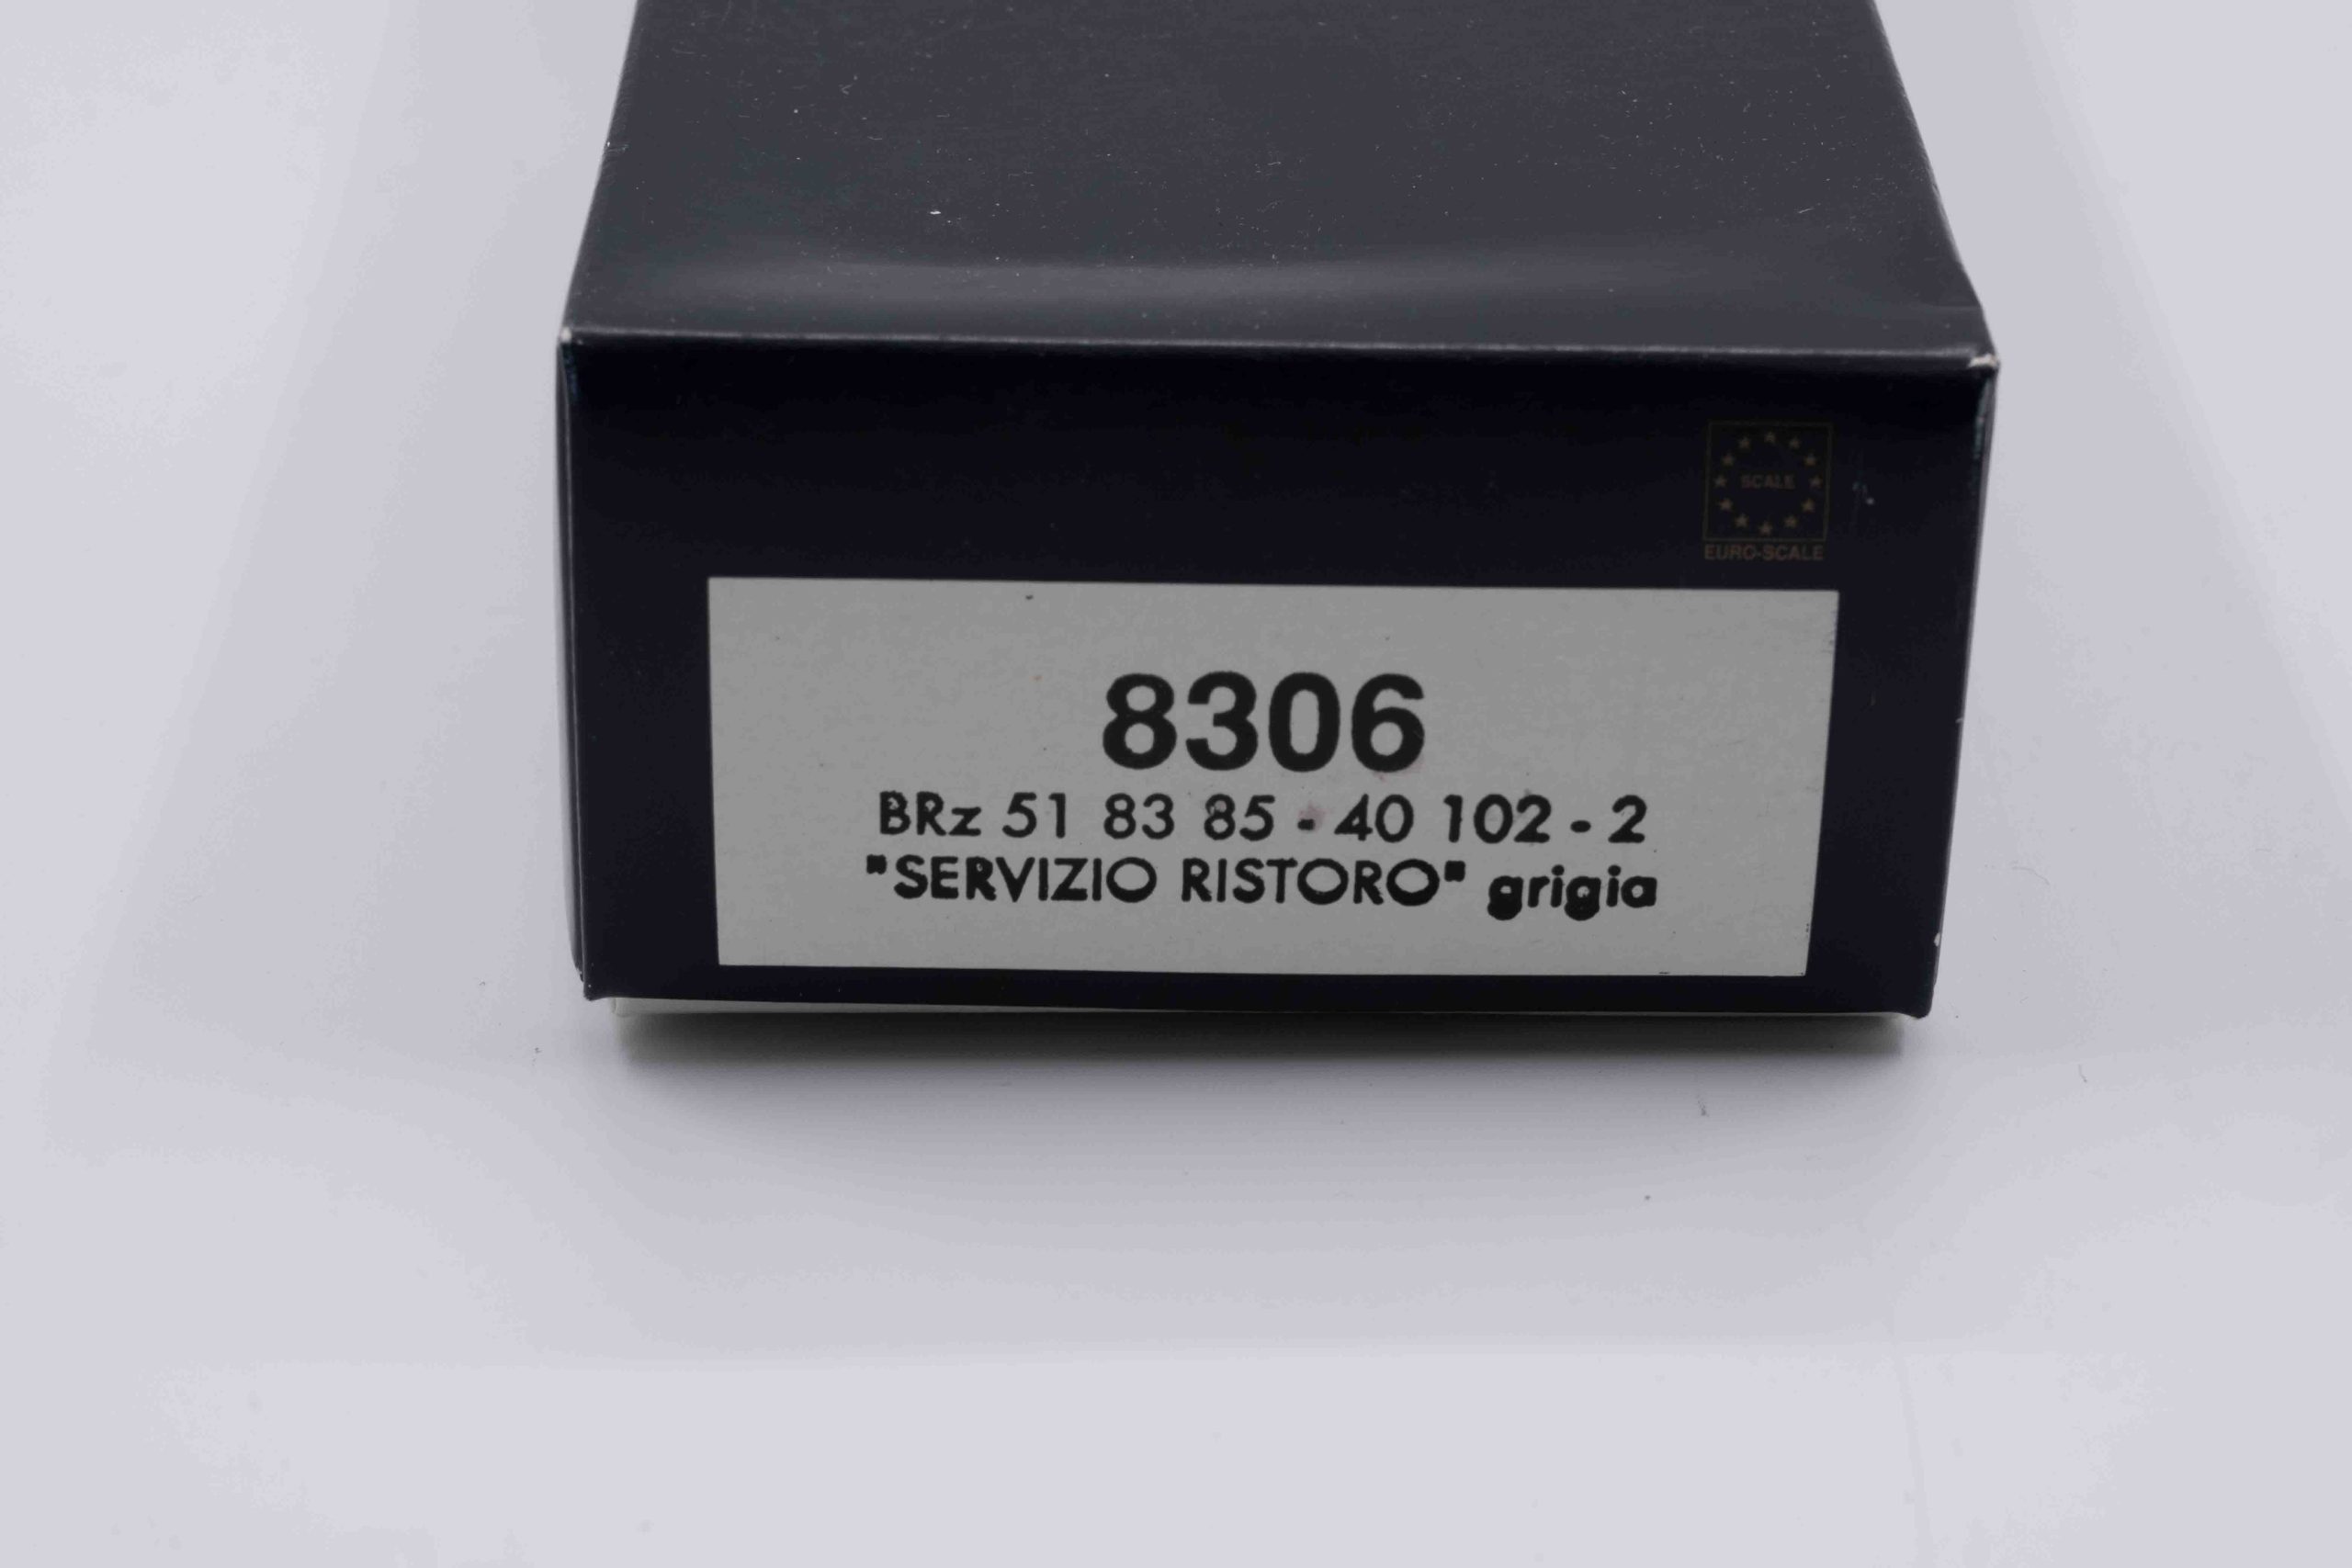 SCALE
EURO-SCALE
8306
BRz 51 83 85 - 40 102 - 2
"SERVIZIO RISTORO" grigia